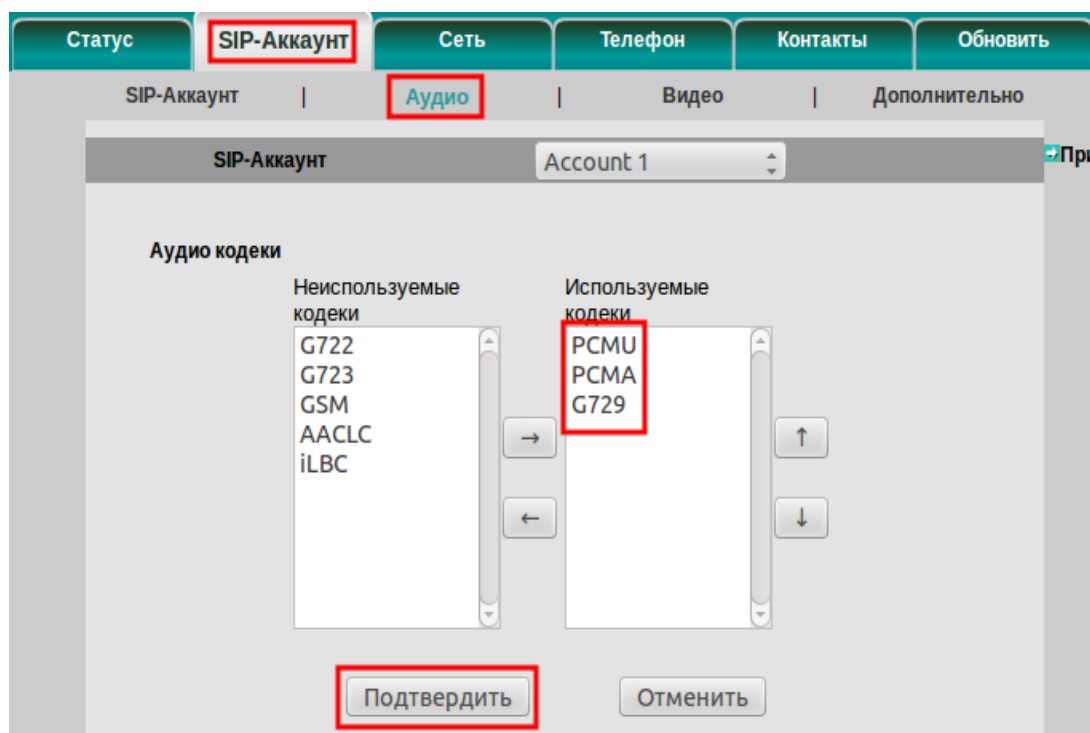 Статус SIP-Аккаунт Сеть Телефон Контакты Обновить
SIP-Аккаунт | Аудио | Видео | Дополнительно
SIP-Аккаунт Account 1
Аудио кодеки
Неиспользуемые кодеки
G722
G723
GSM
AACLC
iLBC
→
←
Используемые кодеки
PCMU
PCMA
G729
↑
↓
Подтвердить Отменить